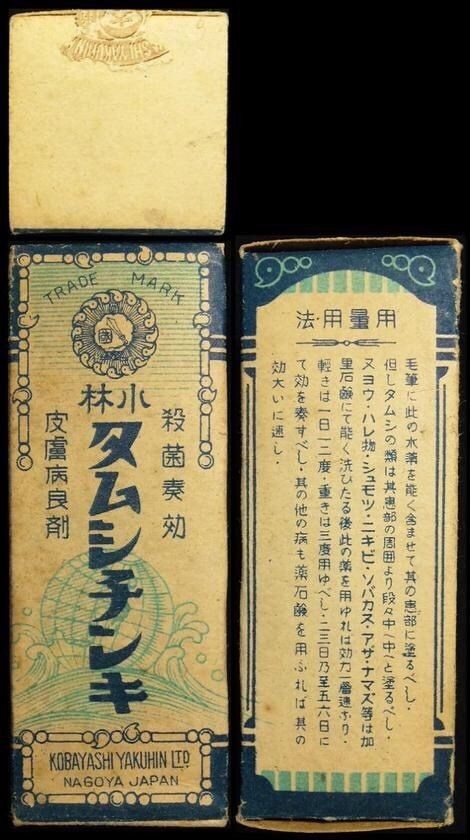 TRADE MARK
國
小林
殺菌奏効
タムシチンキ
皮膚病良剤
KOBAYASHI YAKUHIN LTD
NAGOYA JAPAN
用量用法
毛筆に此の水薬を能く含ませて其の患部に塗るべし・
但しタムシの類は其患部の周囲より段々中へ中へと塗るべし・
ヌヨウ・ハレ物・シュモツ・ニキビ・ソバカス・アザ・ナマズ等は加
里石鹸にて能く洗ひたる後此の薬を用ゆれば効力一層速なり・
軽きは一日一二度・重きは三度用ゆべし・二三日乃至五六日に
て効を奏すべし・其の他の病も薬石鹸を用ふれば其の
効大いに速し・